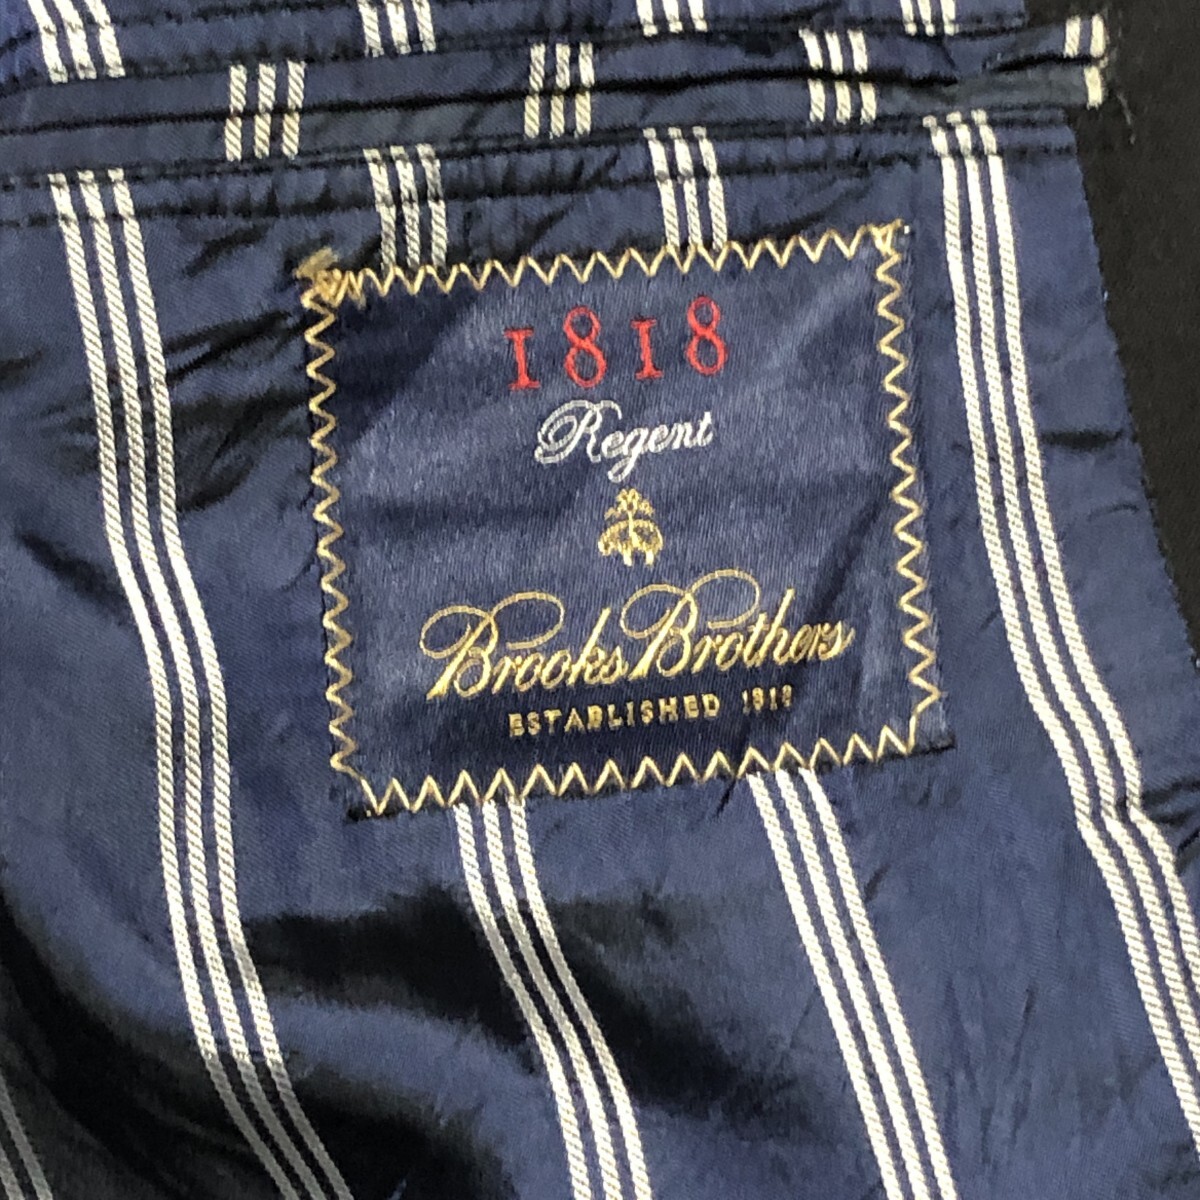 1818
Regent
Brooks Brothers
ESTABLISHED 1818